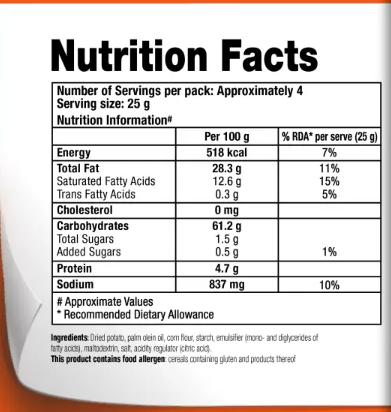 Nutrition Facts
Number of Servings per pack: Approximately 4
Serving size: 25 g
Nutrition Information#
Per 100 g % RDA* per serve (25 g)
Energy 518 kcal 7%
Total Fat 28.3 g 11%
Saturated Fatty Acids 12.6 g 15%
Trans Fatty Acids 0.3 g 5%
Cholesterol 0 mg
Carbohydrates 61.2 g
Total Sugars 1.5 g
Added Sugars 0.5 g 1%
Protein 4.7 g
Sodium 837 mg 10%
# Approximate Values
* Recommended Dietary Allowance
Ingredients: Dried potato, palm olein oil, corn flour, starch, emulsifier (mono- and diglycerides of
fatty acids), maltodextrin, salt, acidity regulator (citric acid).
This product contains food allergen: cereals containing gluten and products thereof